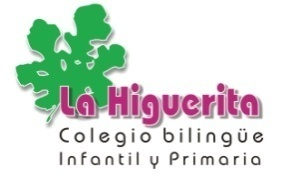 La Higuerita
Colegio bilingüe
Infantil y Primaria